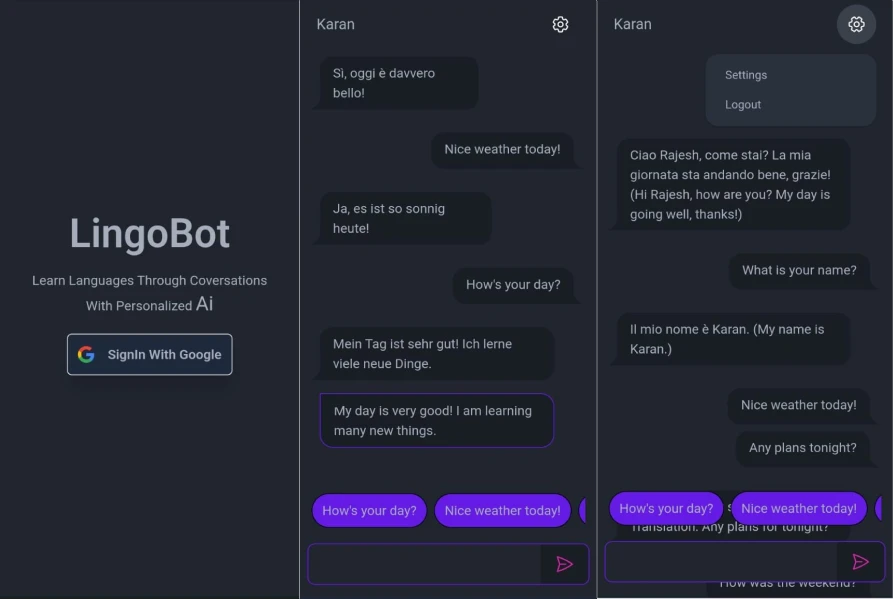 LingoBot
Learn Languages Through Coversations
With Personalized Ai
SignIn With Google
Karan
Sì, oggi è davvero
bello!
Nice weather today!
Ja, es ist so sonnig
heute!
How's your day?
Mein Tag ist sehr gut! Ich lerne
viele neue Dinge.
My day is very good! I am learning
many new things.
How's your day?
Nice weather today!
Karan
Settings
Logout
Ciao Rajesh, come stai? La mia
giornata sta andando bene, grazie!
(Hi Rajesh, how are you? My day is
going well, thanks!)
What is your name?
Il mio nome è Karan. (My name is
Karan.)
Nice weather today!
Any plans tonight?
How's your day?
Nice weather today!
Translation: Any plans for tonight?
How was the weekend?